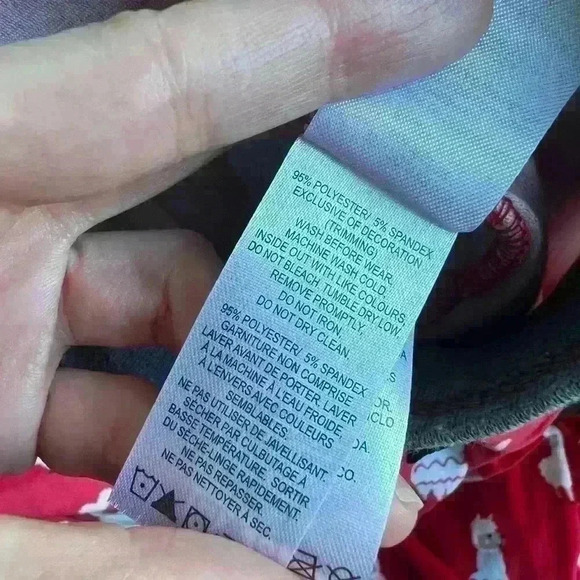 95% POLYESTER/ 5% SPANDEX
EXCLUSIVE OF DECORATION
(TRIMMING)
WASH BEFORE WEAR.
MACHINE WASH COLD.
INSIDE OUT WITH LIKE COLOURS.
DO NOT BLEACH. TUMBLE DRY LOW.
REMOVE PROMPTLY.
DO NOT IRON.
DO NOT DRY CLEAN.
95% POLYESTER/ 5% SPANDEX
GARNITURE NON COMPRISE
LAVER AVANT DE PORTER. LAVER
À LA MACHINE À L'EAU FROIDE
À L'ENVERS AVEC COULEURS
SEMBLABLES.
NE PAS UTILISER DE JAVELLISANT
SÉCHER PAR CULBUTAGE À
BASSE TEMPÉRATURE. SORTIR
DU SÈCHE-LINGE RAPIDEMENT.
NE PAS REPASSER.
NE PAS NETTOYER À SEC.